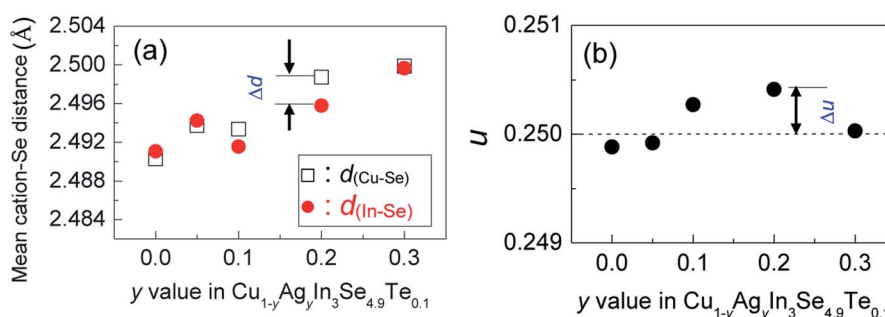 (a)
Mean cation-Se distance (Å)
2.504
2.500
2.496
2.492
2.488
2.484
Δd
□ : d(Cu-Se)
● : d(In-Se)
0.0 0.1 0.2 0.3
y value in Cu1-yAgyIn3Se4.9Te0.1
(b)
u
0.251
0.250
0.249
Δu
0.0 0.1 0.2 0.3
y value in Cu1-yAgyIn3Se4.9Te0.1